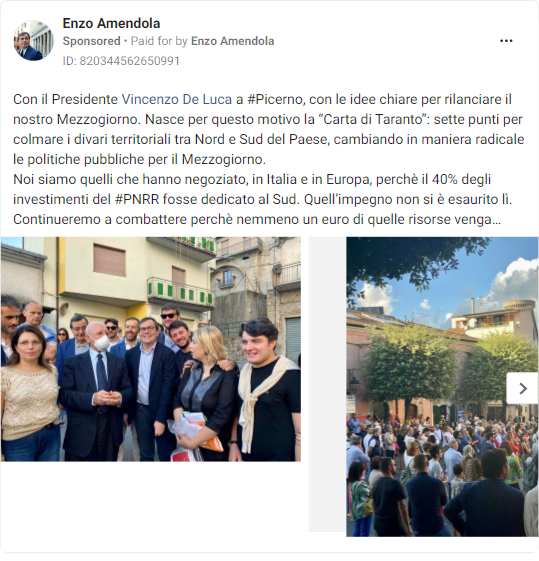 Enzo Amendola
Sponsored • Paid for by Enzo Amendola
ID: 820344562650991
Con il Presidente Vincenzo De Luca a #Picerno, con le idee chiare per rilanciare il
nostro Mezzogiorno. Nasce per questo motivo la “Carta di Taranto”: sette punti per
colmare i divari territoriali tra Nord e Sud del Paese, cambiando in maniera radicale
le politiche pubbliche per il Mezzogiorno.
Noi siamo quelli che hanno negoziato, in Italia e in Europa, perchè il 40% degli
investimenti del #PNRR fosse dedicato al Sud. Quell’impegno non si è esaurito lì.
Continueremo a combattere perchè nemmeno un euro di quelle risorse venga...